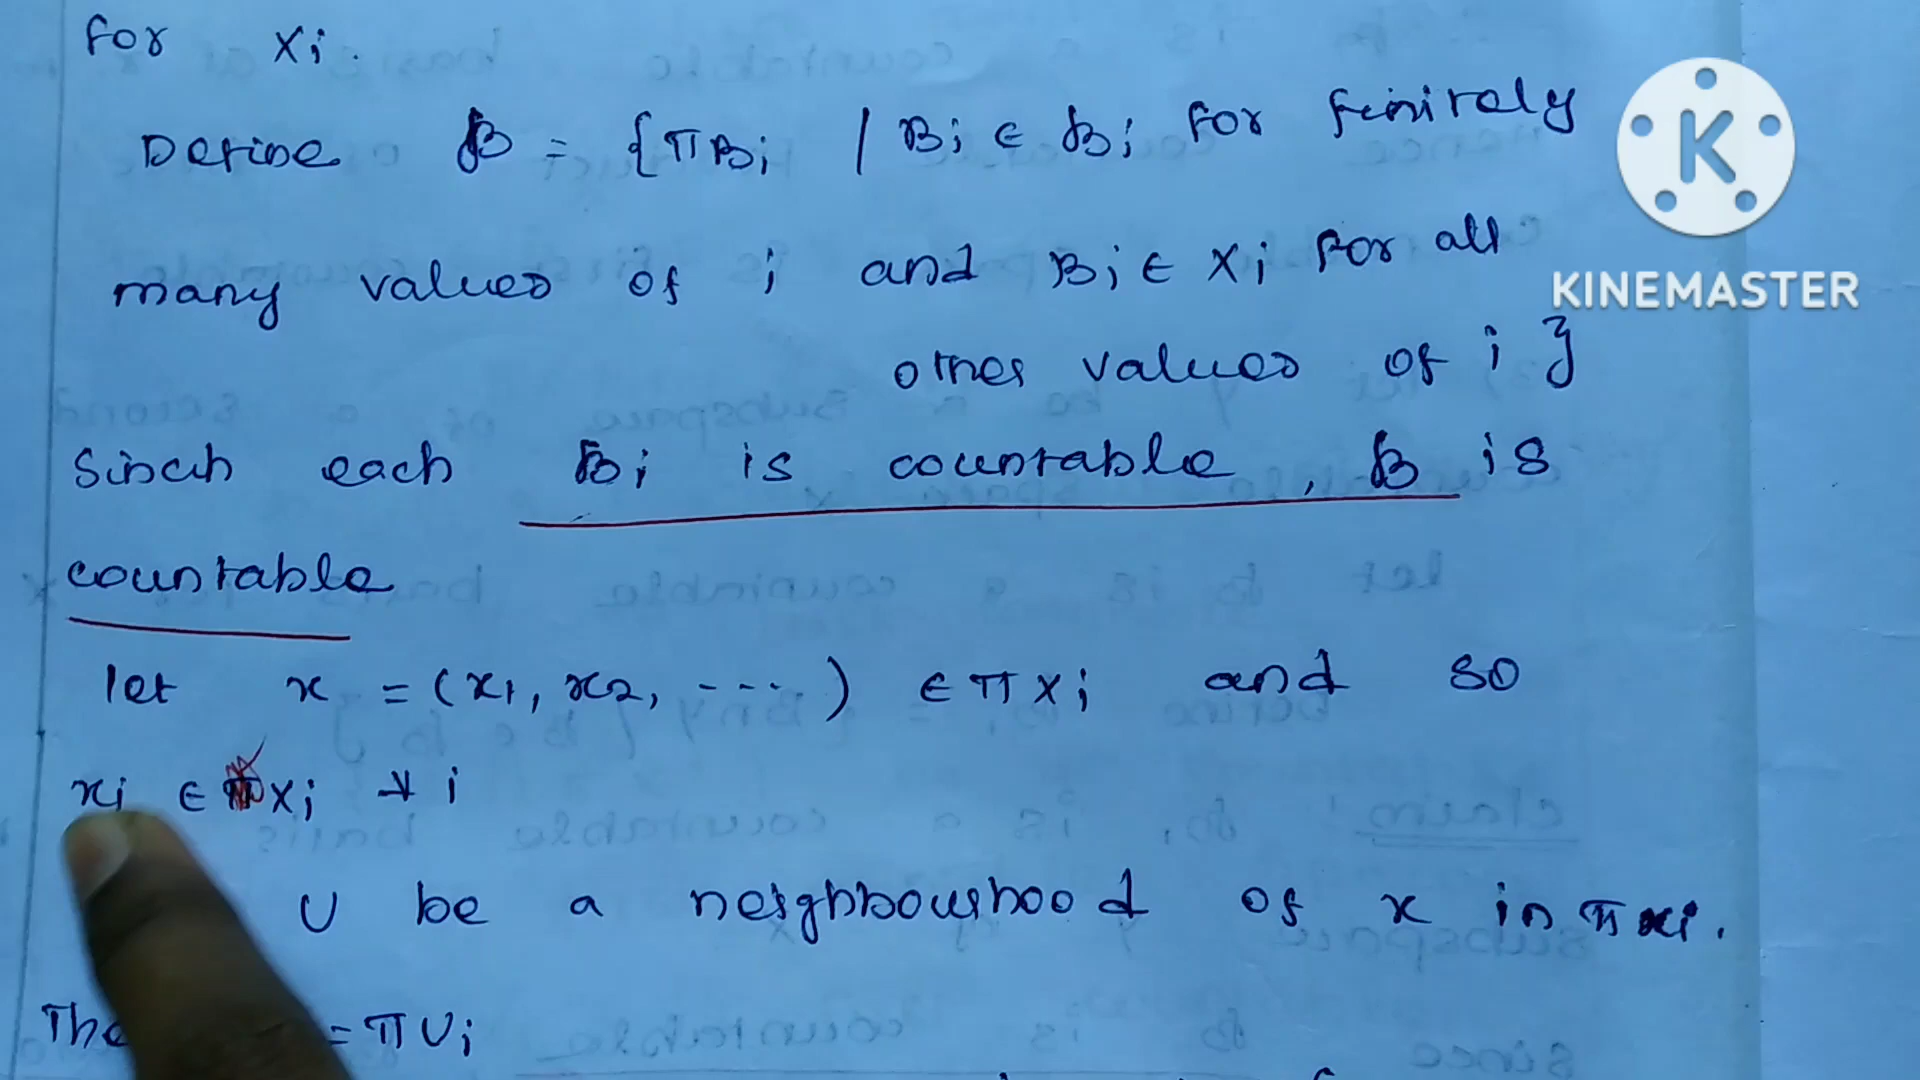 for Xi.
Define ℬ = {πBi | Bi ∈ ℬi for finitely
many values of i and Bi ∈ Xi for all
other values of i }
Sinch each ℬi is countable, ℬ is
countable
let x = (x1, x2, ----) ∈ πXi and so
xi ∈ Xi ∀ i
U be a neighbourhood of x in πxi.
= πUi
K
KINEMASTER